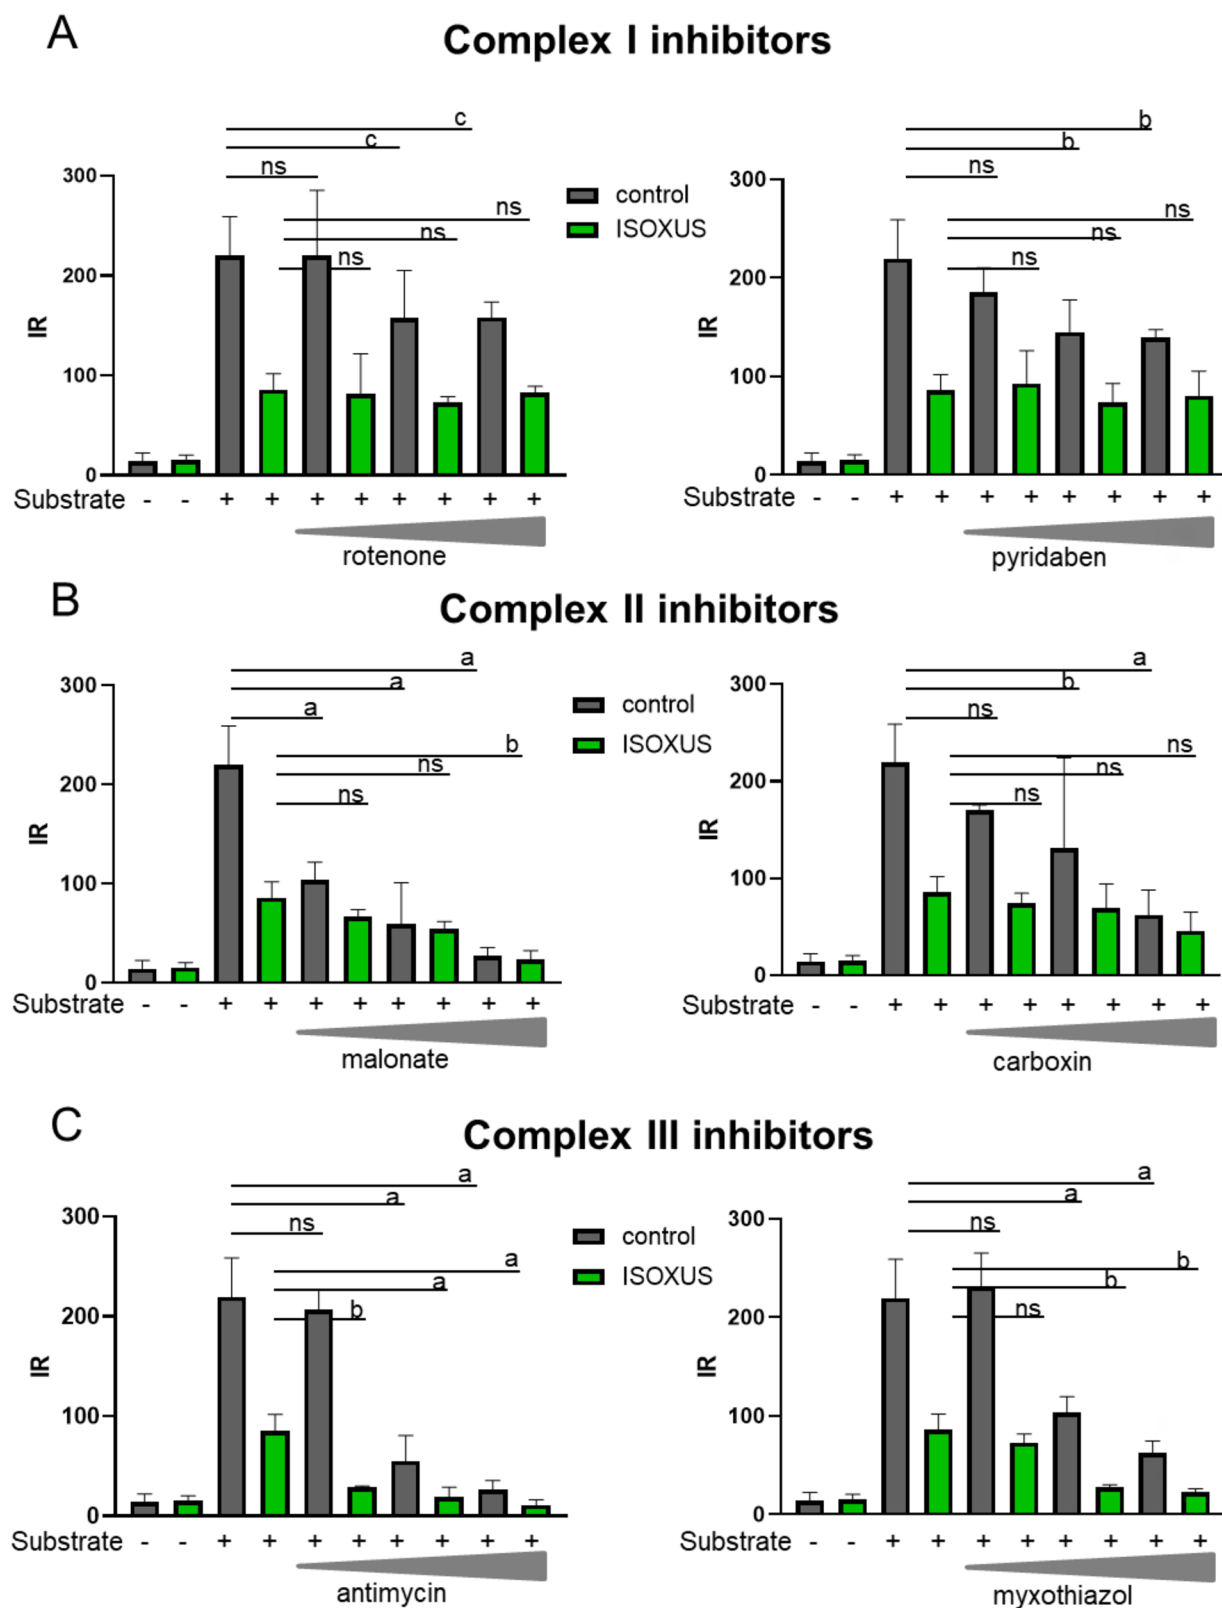 A
Complex I inhibitors
c
c
ns
ns
ns
ns
300
200
100
0
IR
control
ISOXUS
Substrate - - + + + + + + + +
rotenone
b
b
ns
ns
ns
ns
300
200
100
0
IR
- - + + + + + + + +
pyridaben
B
Complex II inhibitors
a
a
a
b
ns
ns
300
200
100
0
IR
control
ISOXUS
Substrate - - + + + + + + + +
malonate
a
b
ns
ns
ns
ns
300
200
100
0
IR
- - + + + + + + + +
carboxin
C
Complex III inhibitors
a
a
ns
a
a
b
300
200
100
0
IR
control
ISOXUS
Substrate - - + + + + + + + +
antimycin
a
a
ns
b
b
ns
300
200
100
0
IR
- - + + + + + + + +
myxothiazol